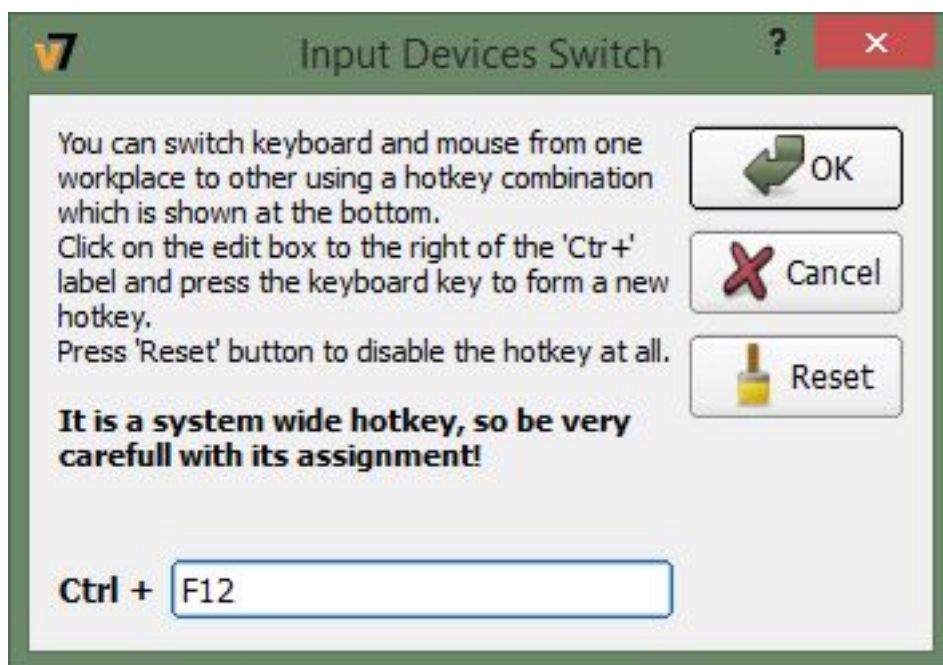 v7 Input Devices Switch ? ×
You can switch keyboard and mouse from one
workplace to other using a hotkey combination
which is shown at the bottom.
Click on the edit box to the right of the 'Ctr+'
label and press the keyboard key to form a new
hotkey.
Press 'Reset' button to disable the hotkey at all.
It is a system wide hotkey, so be very
carefull with its assignment!
Ctrl + F12
OK
Cancel
Reset